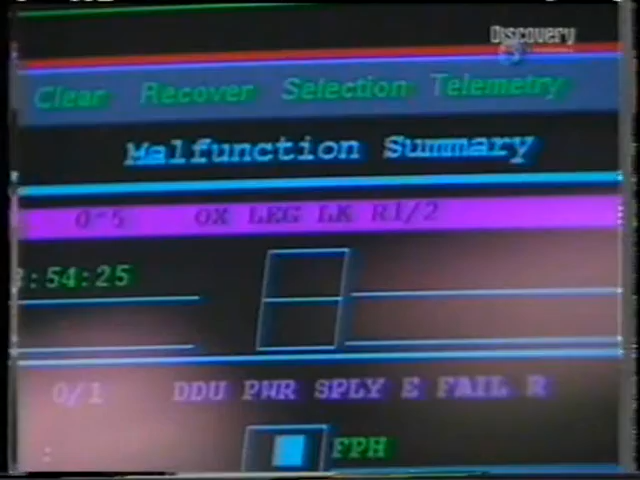 Discovery
Clear Recover Selection Telemetry
Malfunction Summary
0^5 OX LEG LK R1/2
:54:25
0/1 DDU PWR SPLY E FAIL R
: FPH